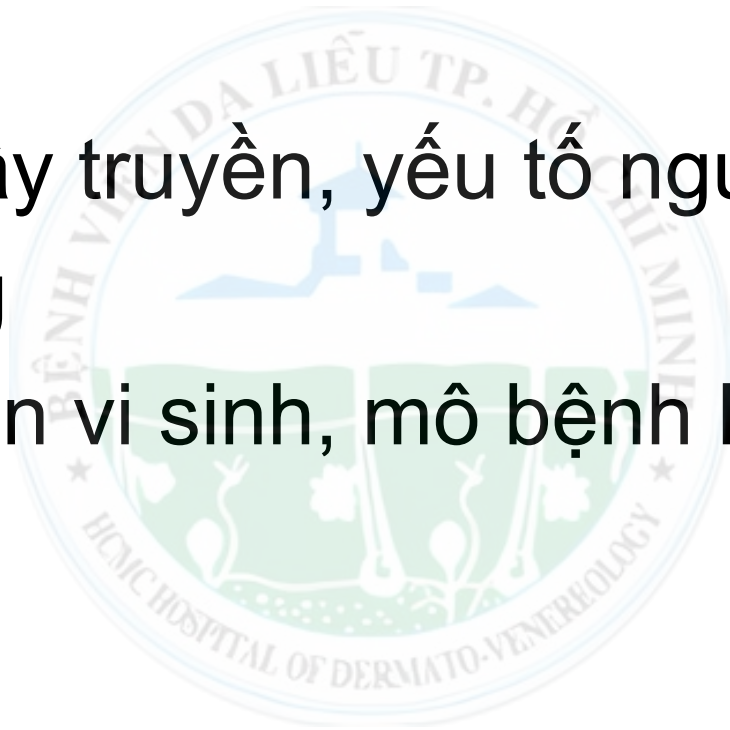 BỆNH VIỆN DA LIỄU TP. HỒ CHÍ MINH
truyền, yếu tố
vi sinh, mô bệnh
HCMC HOSPITAL OF DERMATO-VENEREOLOGY